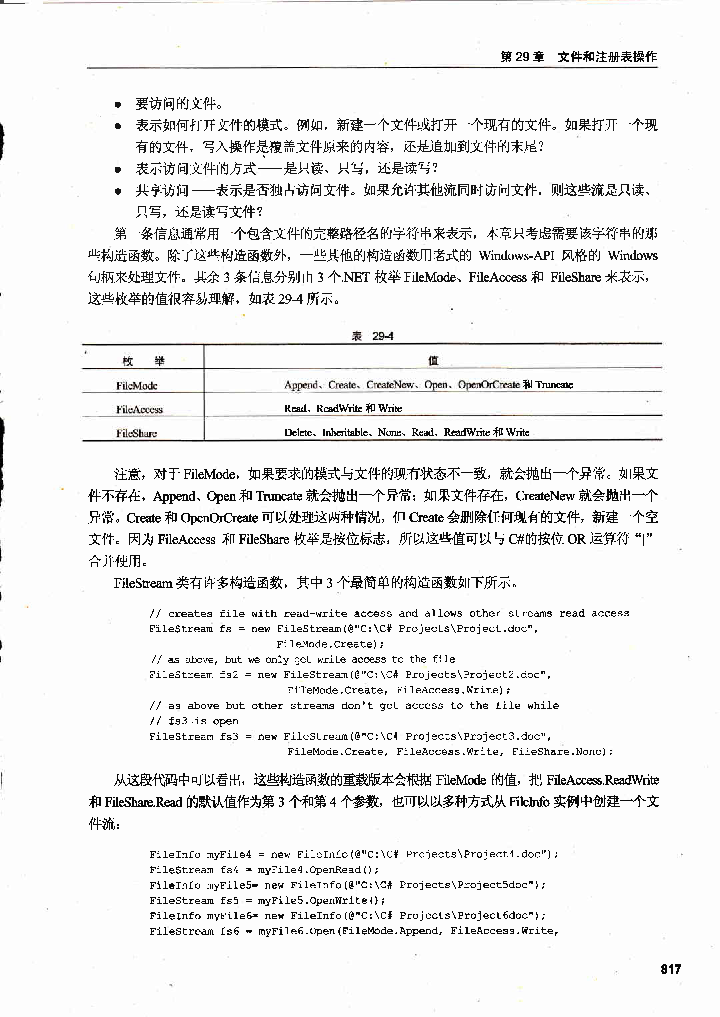 第 29 章 文件和注册表操作
● 要访问的文件。
● 表示如何打开文件的模式。例如，新建一个文件或打开一个现有的文件。如果打开一个现
有的文件，写入操作是覆盖文件原来的内容，还是追加到文件的末尾？
● 表示访问文件的方式——是只读、只写，还是读写？
● 共享访问——表示是否独占访问文件。如果允许其他流同时访问文件，则这些流是只读、
只写，还是读写文件？
第一条信息通常用一个包含文件的完整路径名的字符串来表示，本章只考虑需要该字符串的那
些构造函数。除了这些构造函数外，一些其他的构造函数用老式的 Windows-API 风格的 Windows
句柄来处理文件。其余 3 条信息分别由 3 个.NET 枚举 FileMode、FileAccess 和 FileShare 来表示，
这些枚举的值很容易理解，如表 29-4 所示。
表 29-4
枚 举 值
FileMode Append、Create、CreateNew、Open、OpenOrCreate 和 Truncate
FileAccess Read、ReadWrite 和 Write
FileShare Delete、Inheritable、None、Read、ReadWrite 和 Write
注意，对于 FileMode，如果要求的模式与文件的现有状态不一致，就会抛出一个异常。如果文
件不存在，Append、Open 和 Truncate 就会抛出一个异常；如果文件存在，CreateNew 就会抛出一个
异常。Create 和 OpenOrCreate 可以处理这两种情况，但 Create 会删除任何现有的文件，新建一个空
文件。因为 FileAccess 和 FileShare 枚举是按位标志，所以这些值可以与 C#的按位 OR 运算符“|”
合并使用。
FileStream 类有许多构造函数，其中 3 个最简单的构造函数如下所示。
// creates file with read-write access and allows other streams read access
FileStream fs = new FileStream(@"C:\C# Projects\Project.doc",
FileMode.Create);
// as above, but we only get write access to the file
FileStream fs2 = new FileStream(@"C:\C# Projects\Project2.doc",
FileMode.Create, FileAccess.Write);
// as above but other streams don't get access to the file while
// fs3 is open
FileStream fs3 = new FileStream(@"C:\C# Projects\Project3.doc",
FileMode.Create, FileAccess.Write, FileShare.None);
从这段代码中可以看出，这些构造函数的重载版本会根据 FileMode 的值，把 FileAccess.ReadWrite
和 FileShare.Read 的默认值作为第 3 个和第 4 个参数，也可以以多种方式从 FileInfo 实例中创建一个文
件流：
FileInfo myFile4 = new FileInfo(@"C:\C# Projects\Project4.doc");
FileStream fs4 = myFile4.OpenRead();
FileInfo myFile5= new FileInfo(@"C:\C# Projects\Project5doc");
FileStream fs5 = myFile5.OpenWrite();
FileInfo myFile6= new FileInfo(@"C:\C# Projects\Project6doc");
FileStream fs6 = myFile6.Open(FileMode.Append, FileAccess.Write,
817